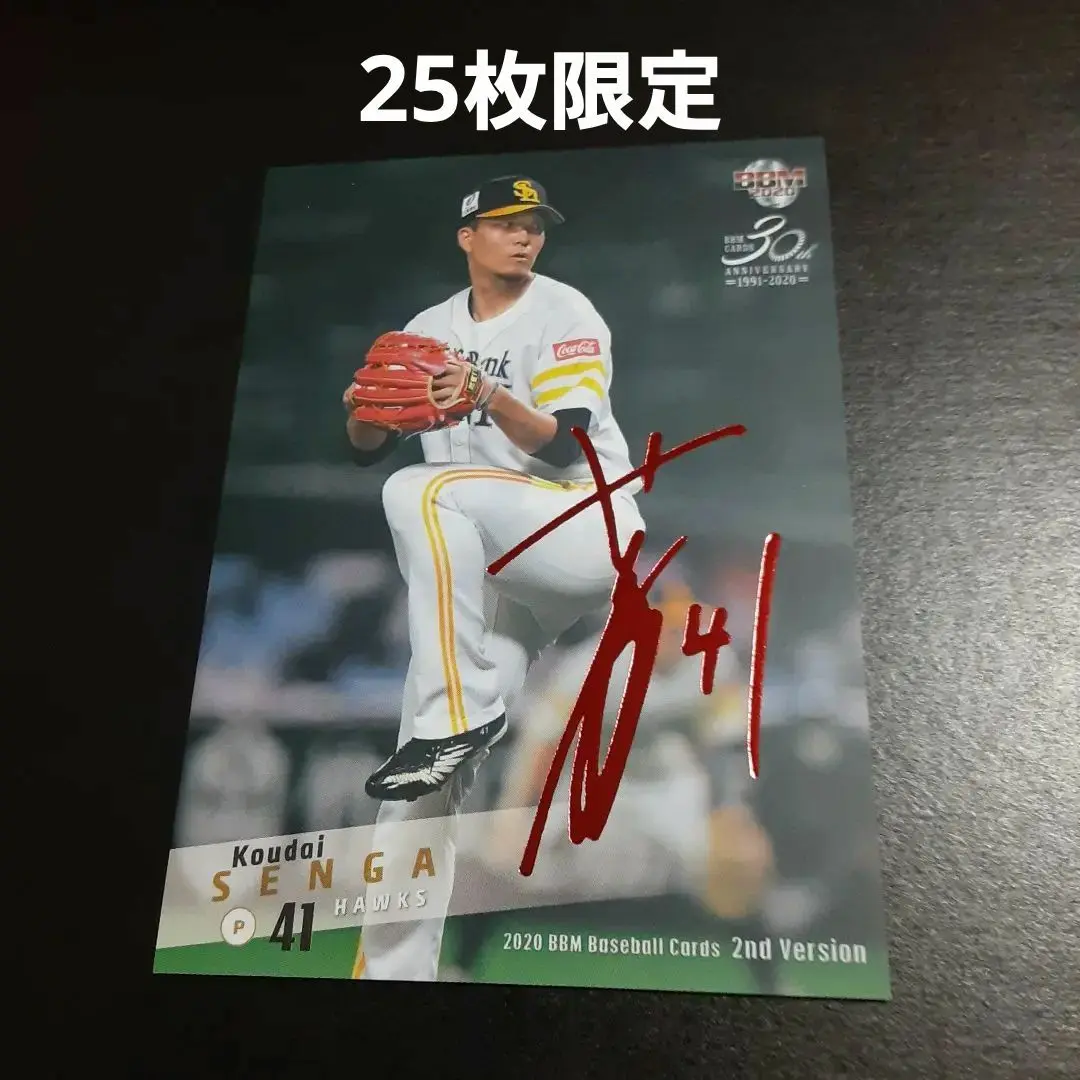 25枚限定
BBM
2020
BBM
CARDS
30th
ANNIVERSARY
1991-2020
Coca-Cola
41
Koudai
SENGA
HAWKS
P
41
2020 BBM Baseball Cards 2nd Version